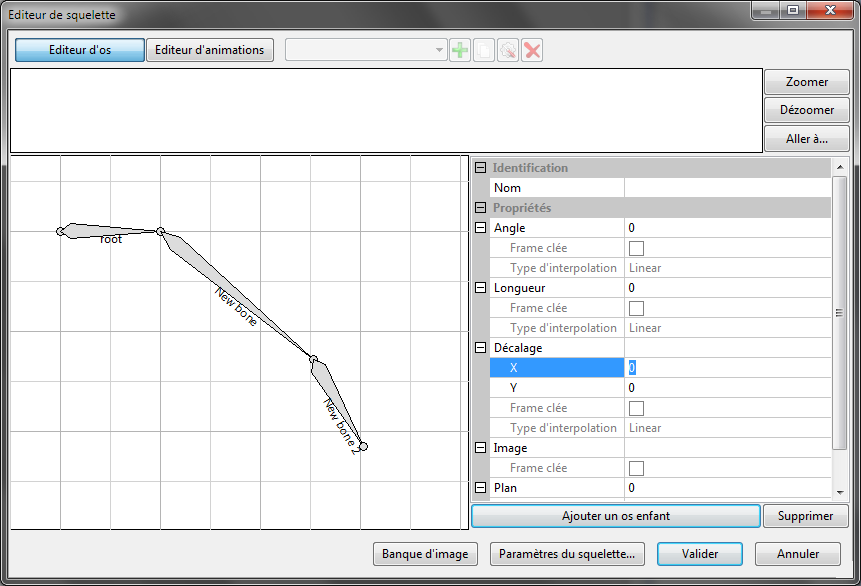 Editeur de squelette
Editeur d'os
Editeur d'animations
Zoomer
Dézoomer
Aller à...
root
New bone
New bone 2
Identification
Nom
Propriétés
Angle 0
Frame clée
Type d'interpolation Linear
Longueur 0
Frame clée
Type d'interpolation Linear
Décalage
X 0
Y 0
Frame clée
Type d'interpolation Linear
Image
Frame clée
Plan 0
Ajouter un os enfant
Supprimer
Banque d'image
Paramètres du squelette...
Valider
Annuler